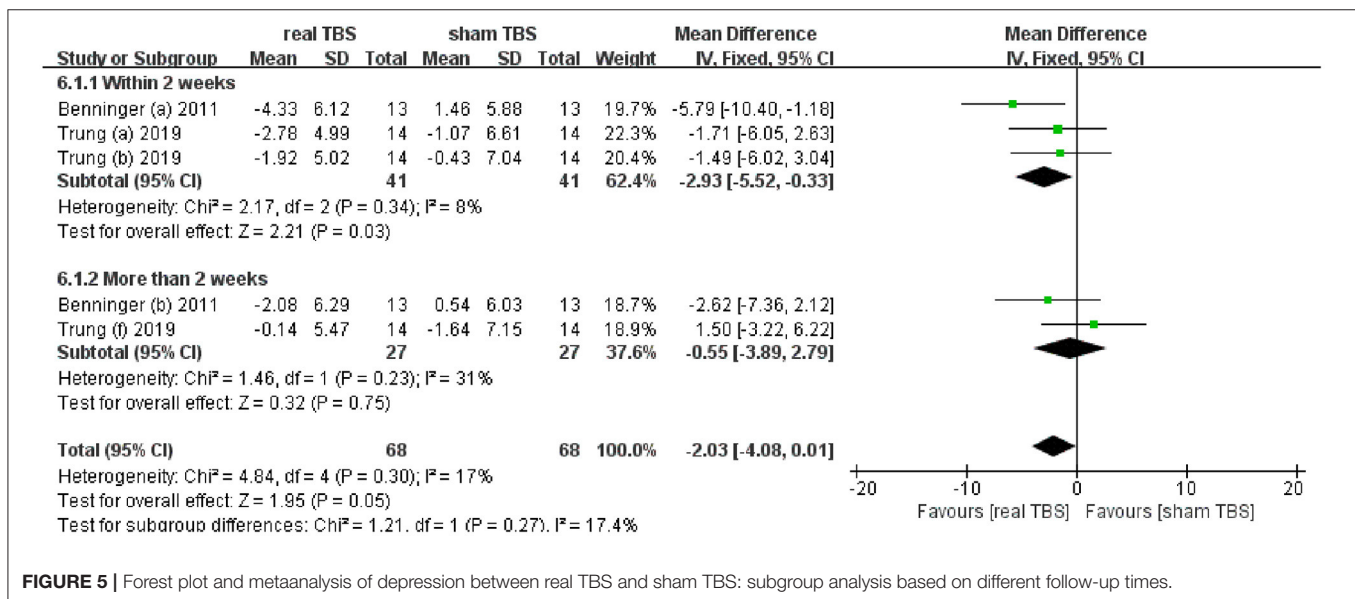 real TBS sham TBS Mean Difference Mean Difference
Study or Subgroup Mean SD Total Mean SD Total Weight IV, Fixed, 95% CI IV, Fixed, 95% CI
6.1.1 Within 2 weeks
Benninger (a) 2011 -4.33 6.12 13 1.46 5.88 13 19.7% -5.79 [-10.40, -1.18]
Trung (a) 2019 -2.78 4.99 14 -1.07 6.61 14 22.3% -1.71 [-6.05, 2.63]
Trung (b) 2019 -1.92 5.02 14 -0.43 7.04 14 20.4% -1.49 [-6.02, 3.04]
Subtotal (95% CI) 41 41 62.4% -2.93 [-5.52, -0.33]
Heterogeneity: Chi² = 2.17, df = 2 (P = 0.34); I² = 8%
Test for overall effect: Z = 2.21 (P = 0.03)
6.1.2 More than 2 weeks
Benninger (b) 2011 -2.08 6.29 13 0.54 6.03 13 18.7% -2.62 [-7.36, 2.12]
Trung (f) 2019 -0.14 5.47 14 -1.64 7.15 14 18.9% 1.50 [-3.22, 6.22]
Subtotal (95% CI) 27 27 37.6% -0.55 [-3.89, 2.79]
Heterogeneity: Chi² = 1.46, df = 1 (P = 0.23); I² = 31%
Test for overall effect: Z = 0.32 (P = 0.75)
Total (95% CI) 68 68 100.0% -2.03 [-4.08, 0.01]
Heterogeneity: Chi² = 4.84, df = 4 (P = 0.30); I² = 17%
Test for overall effect: Z = 1.95 (P = 0.05)
Test for subgroup differences: Chi² = 1.21, df = 1 (P = 0.27), I² = 17.4%
-20 -10 0 10 20
Favours [real TBS] Favours [sham TBS]
FIGURE 5 | Forest plot and metaanalysis of depression between real TBS and sham TBS: subgroup analysis based on different follow-up times.